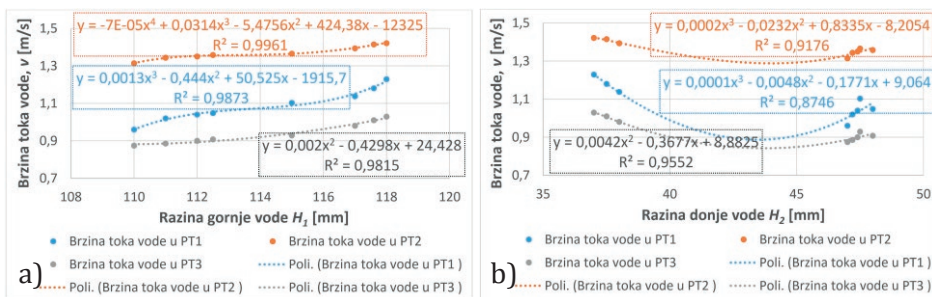 y = -7E-05x⁴ + 0,0314x³ - 5,4756x² + 424,38x - 12325
R² = 0,9961
y = 0,0013x³ - 0,444x² + 50,525x - 1915,7
R² = 0,9873
y = 0,002x² - 0,4298x + 24,428
R² = 0,9815
Brzina toka vode, v [m/s]
1,5
1,3
1,1
0,9
0,7
108 110 112 114 116 118 120
Razina gornje vode H₁ [mm]
Brzina toka vode u PT1
Brzina toka vode u PT2
Brzina toka vode u PT3
Poli. (Brzina toka vode u PT1 )
Poli. (Brzina toka vode u PT2 )
Poli. (Brzina toka vode u PT3 )
a)
y = 0,0002x³ - 0,0232x² + 0,8335x - 8,2054
R² = 0,9176
y = 0,0001x³ - 0,0048x² - 0,1771x + 9,064
R² = 0,8746
y = 0,0042x² - 0,3677x + 8,8825
R² = 0,9552
Brzina toka vode, v [m/s]
1,5
1,3
1,1
0,9
0,7
35 40 45 50
Razina donje vode H₂ [mm]
Brzina toka vode u PT1
Brzina toka vode u PT2
Brzina toka vode u PT3
Poli. (Brzina toka vode u PT1 )
Poli. (Brzina toka vode u PT2 )
Poli. (Brzina toka vode u PT3 )
b)